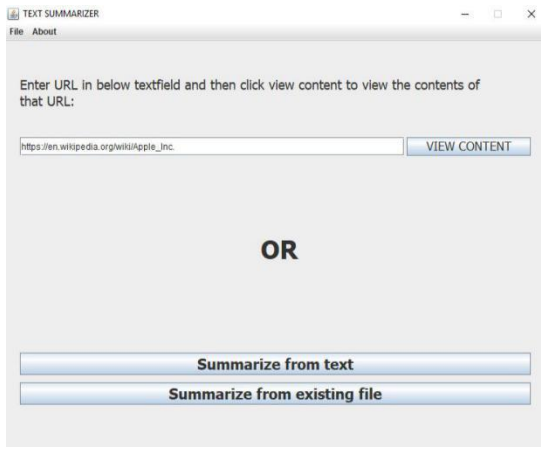 TEXT SUMMARIZER
File About
Enter URL in below textfield and then click view content to view the contents of
that URL:
https://en.wikipedia.org/wiki/Apple_Inc.
VIEW CONTENT
OR
Summarize from text
Summarize from existing file